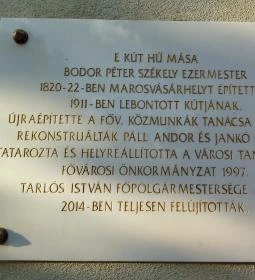 E KÚT HŰ MÁSA
BODOR PÉTER SZÉKELY EZERMESTER
1820-22-BEN MAROSVÁSÁRHELYT ÉPÍTETT
1911-BEN LEBONTOTT KÚTJÁNAK.
ÚJRAÉPÍTETTE A FŐV. KÖZMUNKÁK TANÁCSA
REKONSTRUÁLTÁK PÁLL ANDOR ÉS JANKÓ
TATAROZTA ÉS HELYREÁLLÍTOTTA A VÁROSI
FŐVÁROSI ÖNKORMÁNYZAT 1997.
TARLÓS ISTVÁN FŐPOLGÁRMESTERSÉGE
2014-BEN TELJESEN FELÚJÍTOTTÁK.